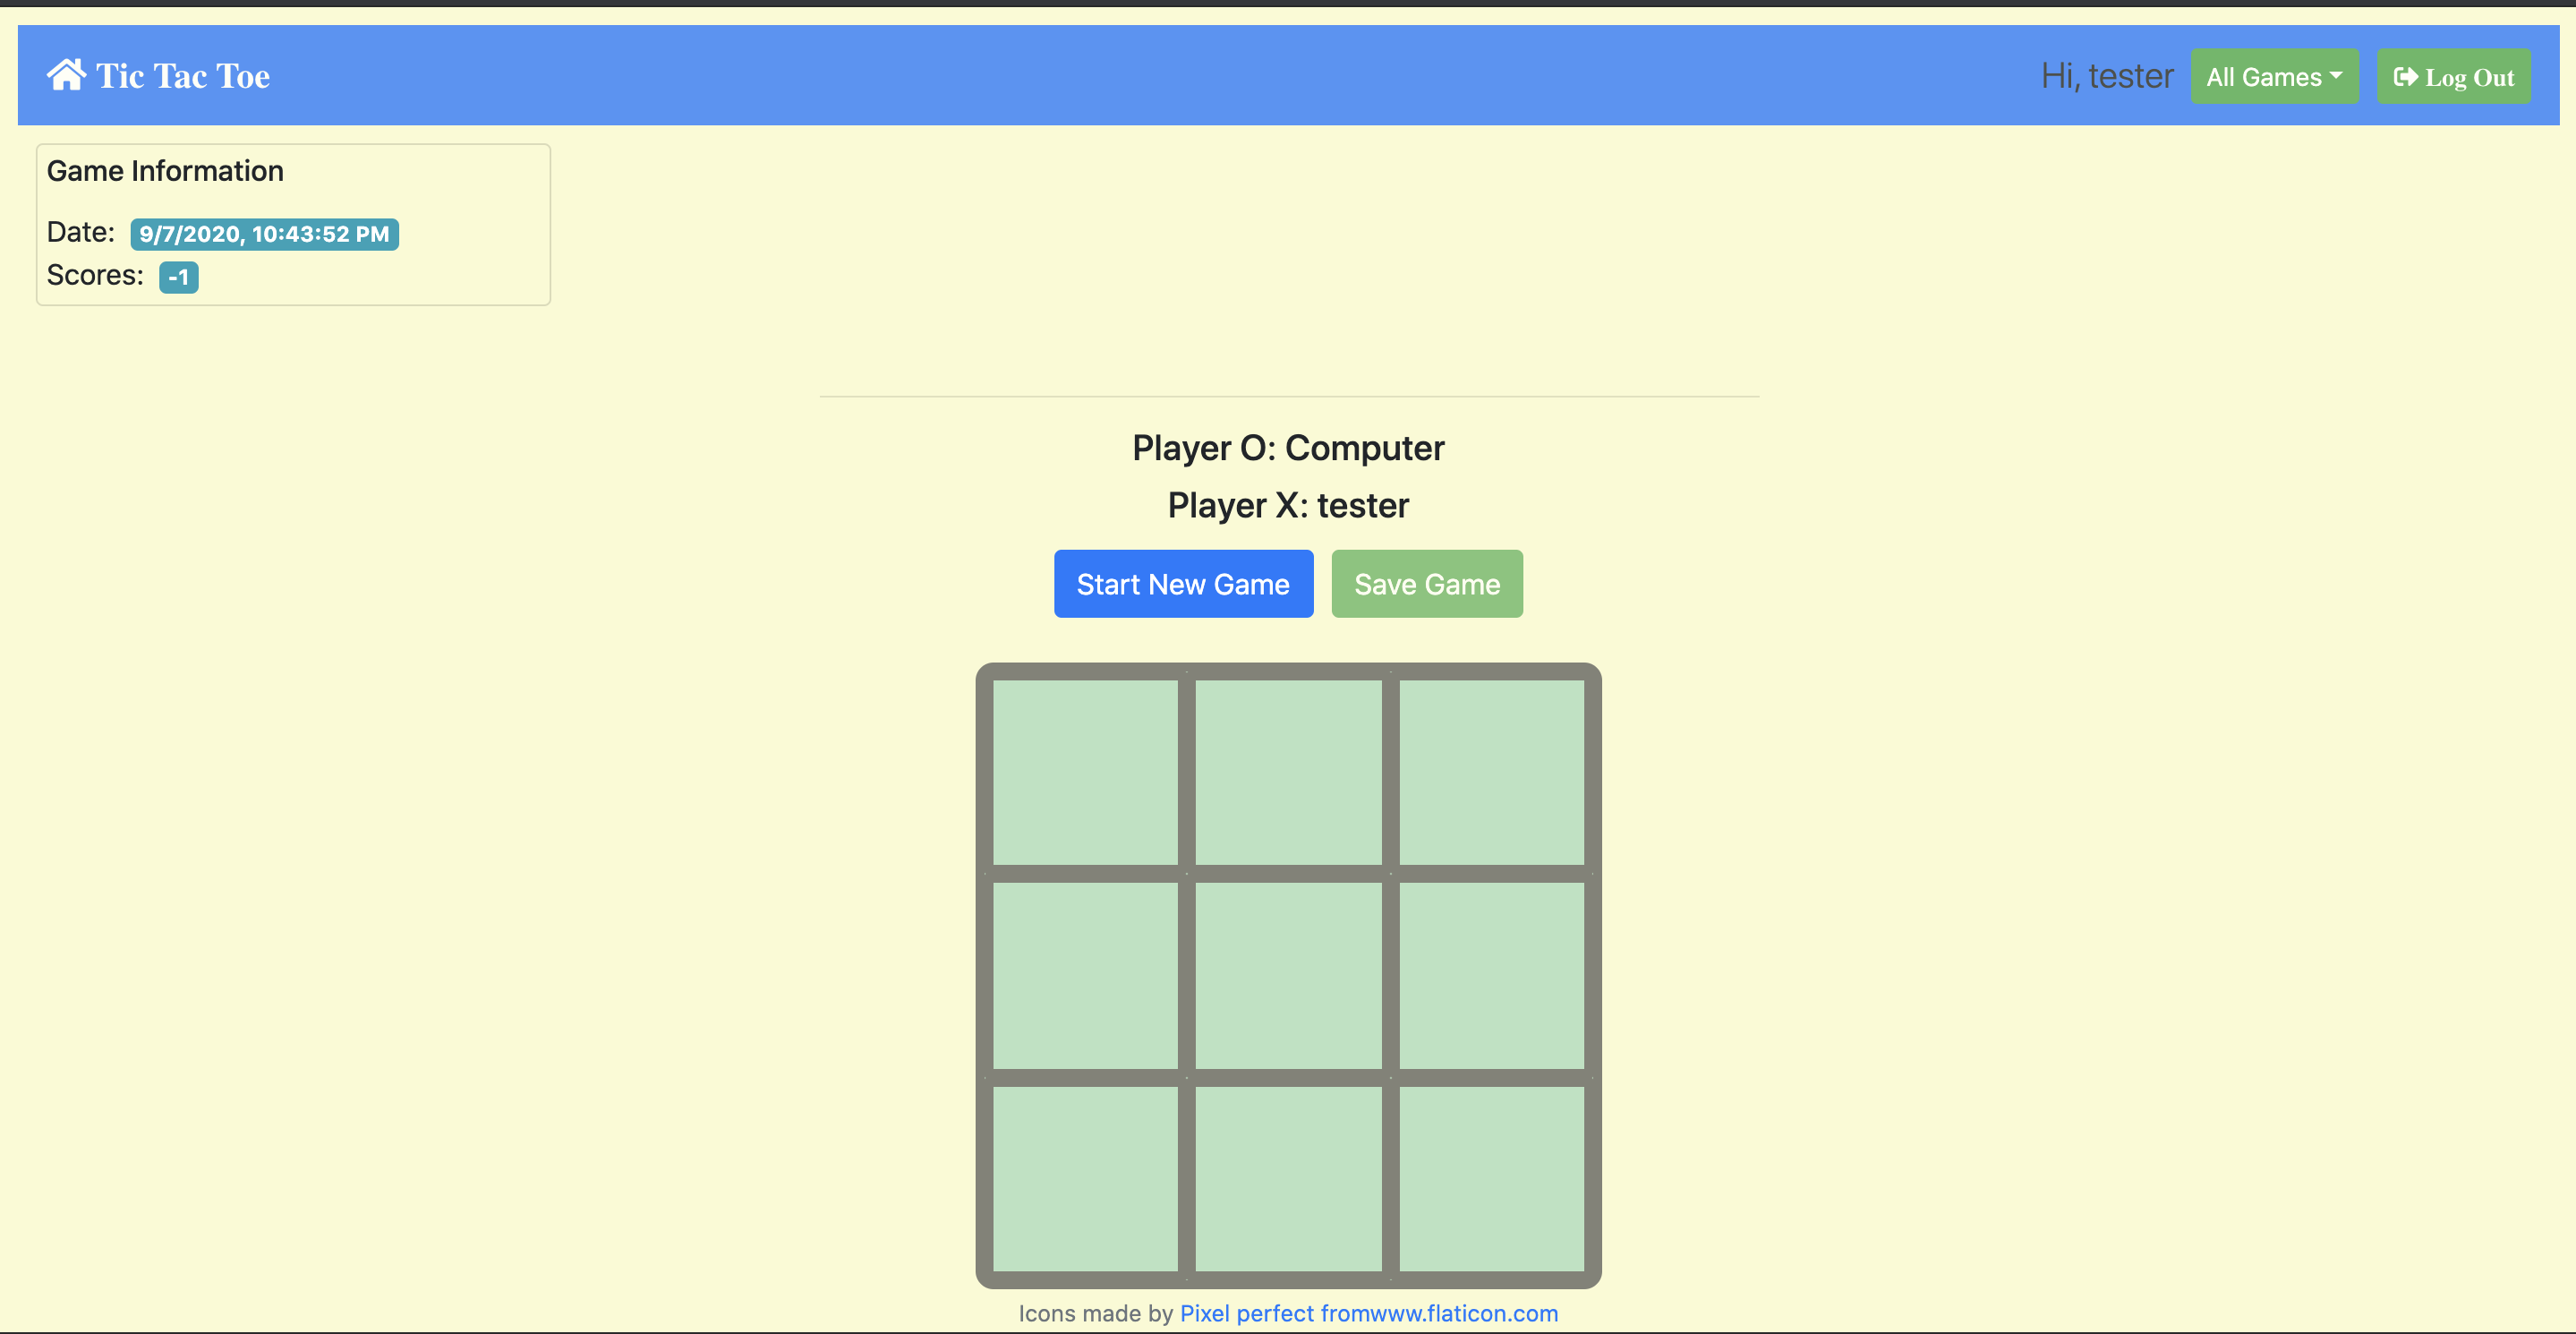 Tic Tac Toe
Hi, tester All Games Log Out
Game Information
Date: 9/7/2020, 10:43:52 PM
Scores: -1
Player O: Computer
Player X: tester
Start New Game Save Game
Icons made by Pixel perfect fromwww.flaticon.com